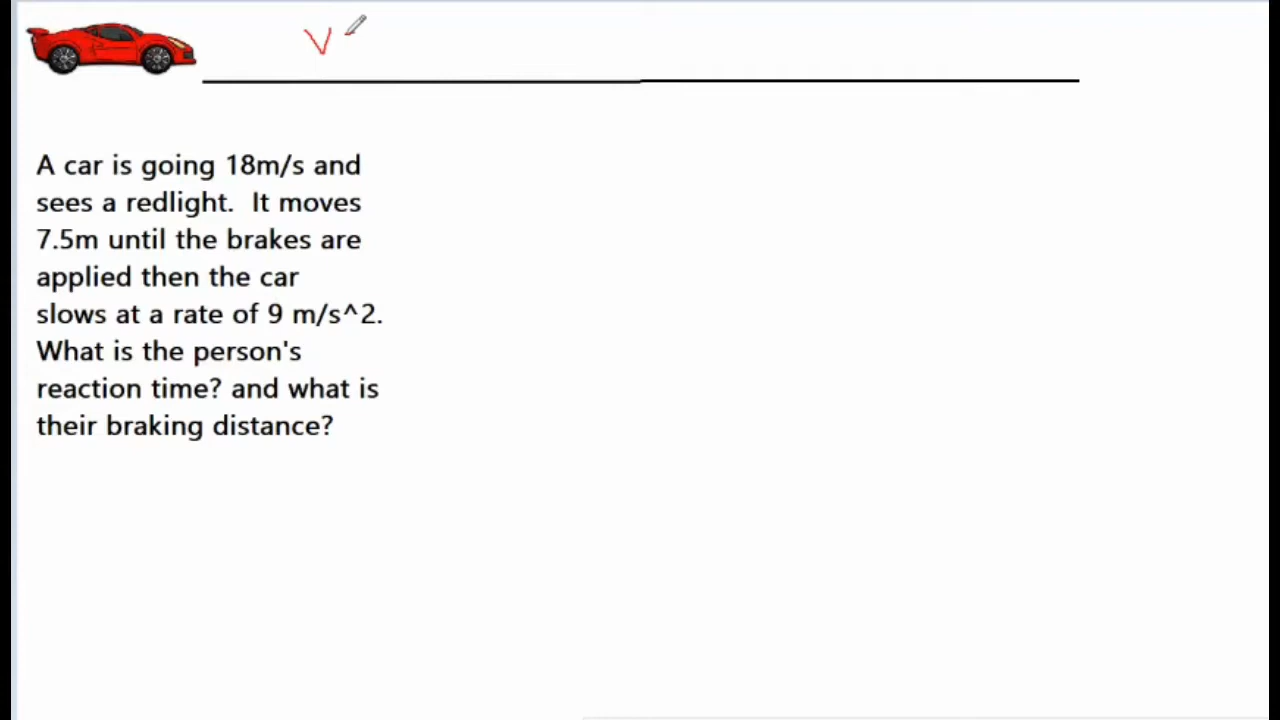 V -
A car is going 18m/s and
sees a redlight.  It moves
7.5m until the brakes are
applied then the car
slows at a rate of 9 m/s^2.
What is the person's
reaction time? and what is
their braking distance?